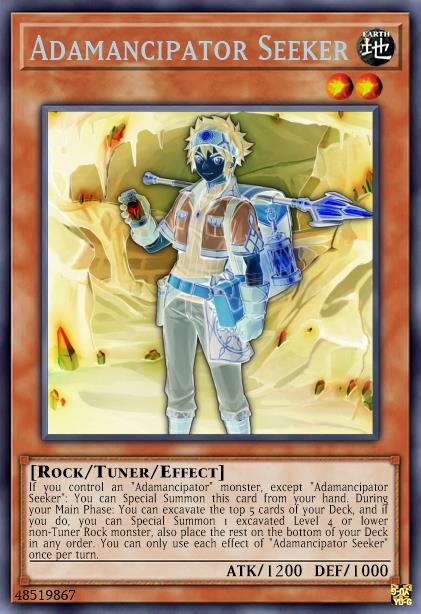 ADAMANCIPATOR SEEKER
EARTH
地
[ROCK/TUNER/EFFECT]
If you control an "Adamancipator" monster, except "Adamancipator
Seeker": You can Special Summon this card from your hand. During
your Main Phase: You can excavate the top 5 cards of your Deck, and if
you do, you can Special Summon 1 excavated Level 4 or lower
non-Tuner Rock monster, also place the rest on the bottom of your Deck
in any order. You can only use each effect of "Adamancipator Seeker"
once per turn.
ATK/1200 DEF/1000
48519867